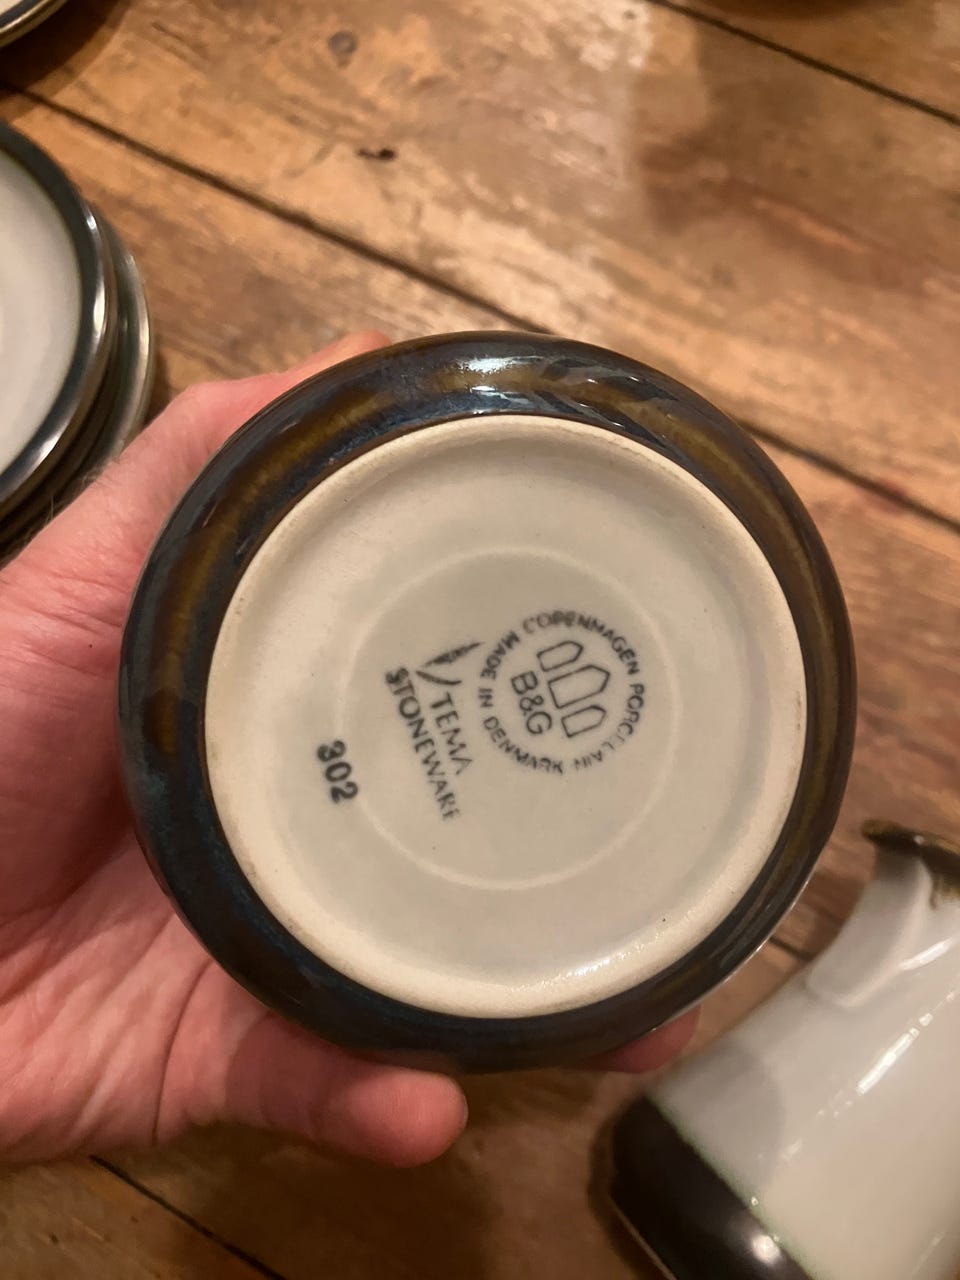 COPENHAGEN PORCELAIN
MADE IN DENMARK
B&G
TEMA
STONEWARE
302